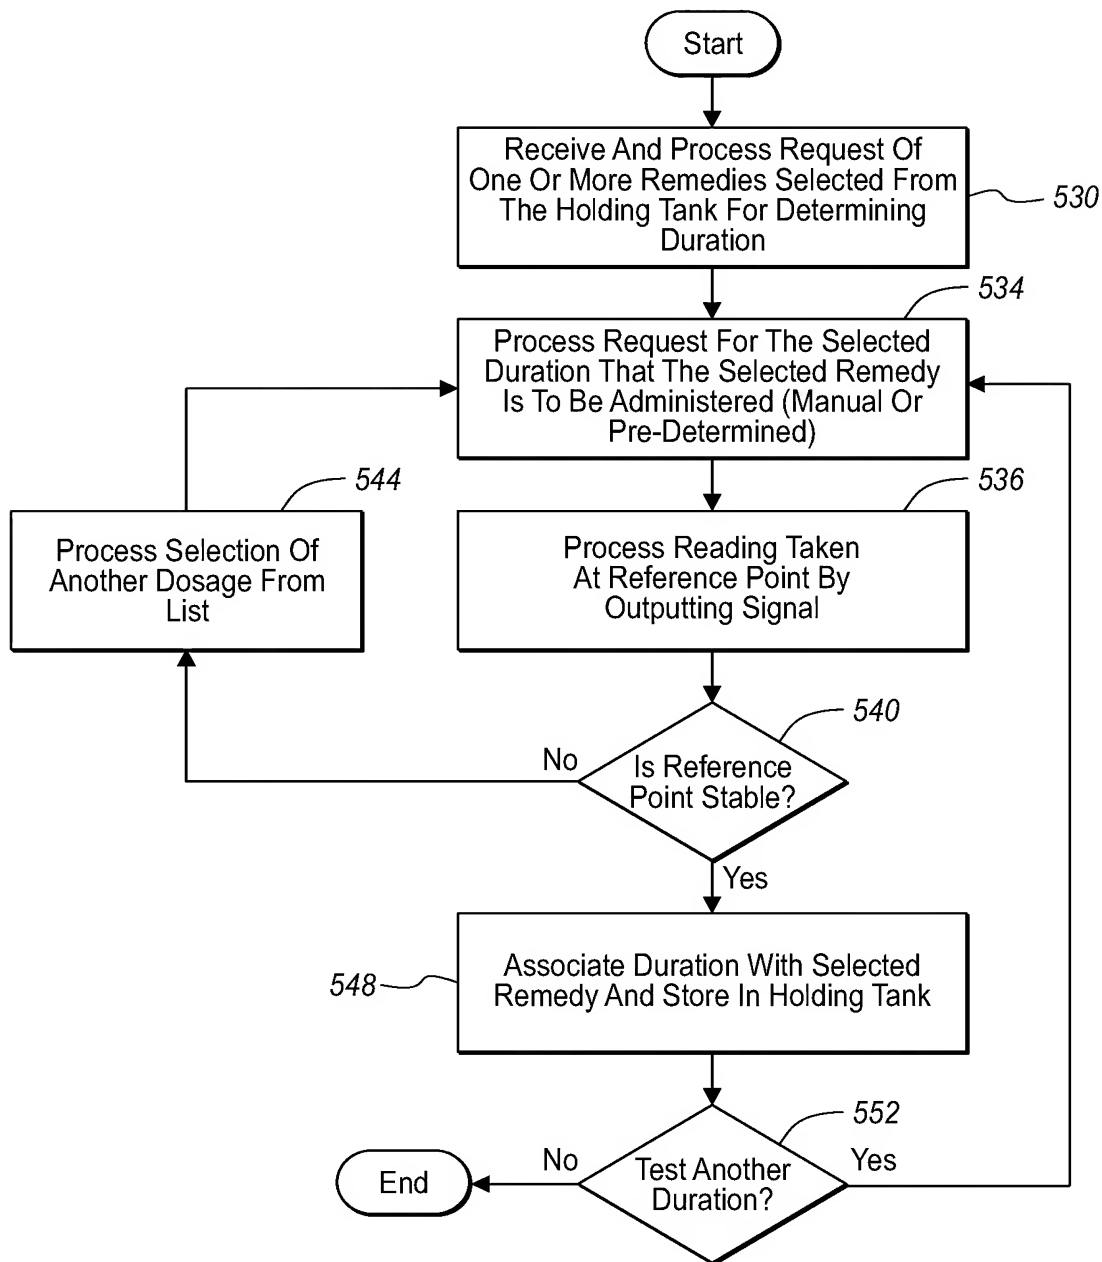 Start
Receive And Process Request Of
One Or More Remedies Selected From
The Holding Tank For Determining
Duration
530
534
Process Request For The Selected
Duration That The Selected Remedy
Is To Be Administered (Manual Or
Pre-Determined)
544
536
Process Selection Of
Another Dosage From
List
Process Reading Taken
At Reference Point By
Outputting Signal
540
No
Is Reference
Point Stable?
Yes
548
Associate Duration With Selected
Remedy And Store In Holding Tank
552
No
Test Another
Duration?
Yes
End